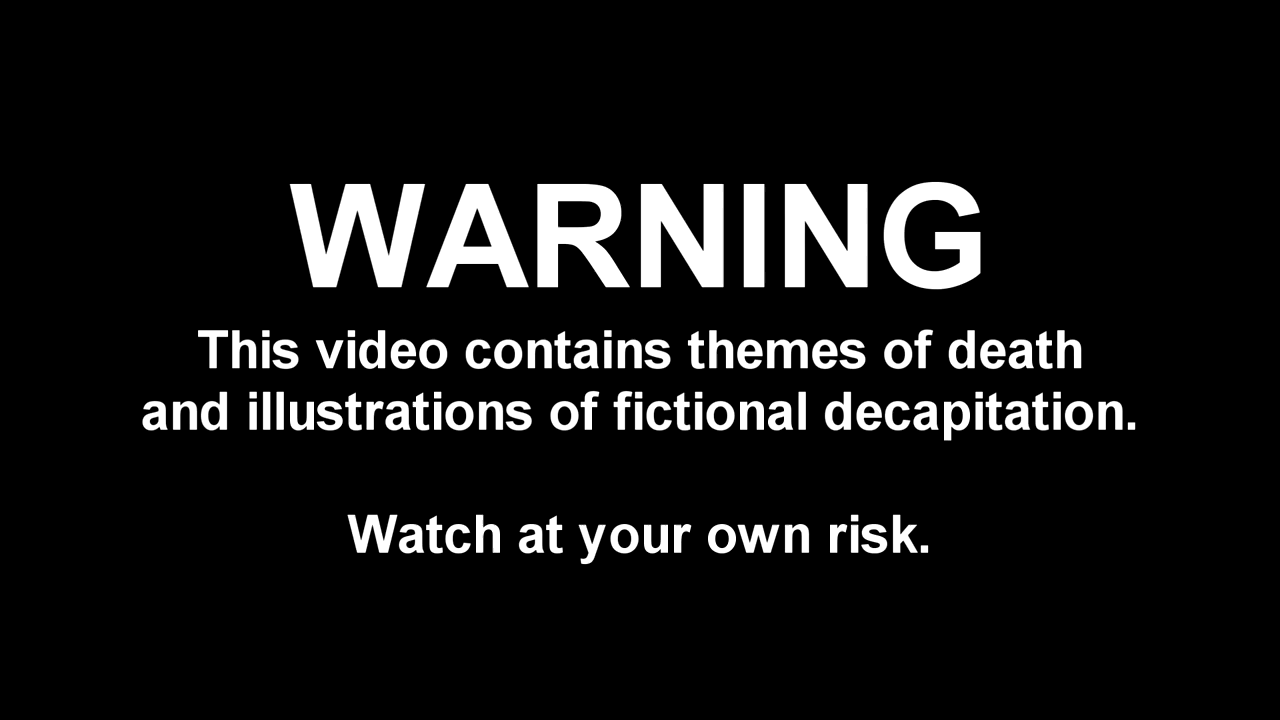 WARNING
This video contains themes of death
and illustrations of fictional decapitation.
Watch at your own risk.